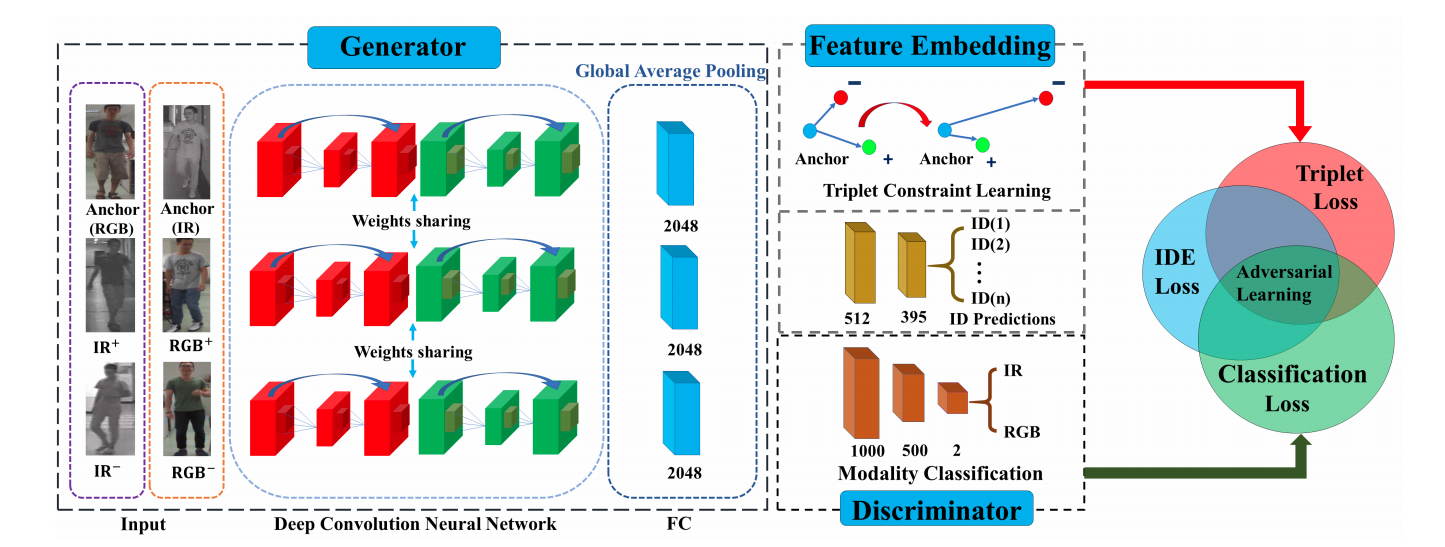 Generator
Global Average Pooling
Anchor
(RGB)
Anchor
(IR)
IR⁺
RGB⁺
IR⁻
RGB⁻
Weights sharing
Weights sharing
2048
2048
2048
Input
Deep Convolution Neural Network
FC
Feature Embedding
−
−
Anchor
+
Anchor
+
Triplet Constraint Learning
ID(1)
ID(2)
⋮
ID(n)
512
395
ID Predictions
IR
RGB
1000
500
2
Modality Classification
Discriminator
Triplet
Loss
IDE
Loss
Adversarial
Learning
Classification
Loss